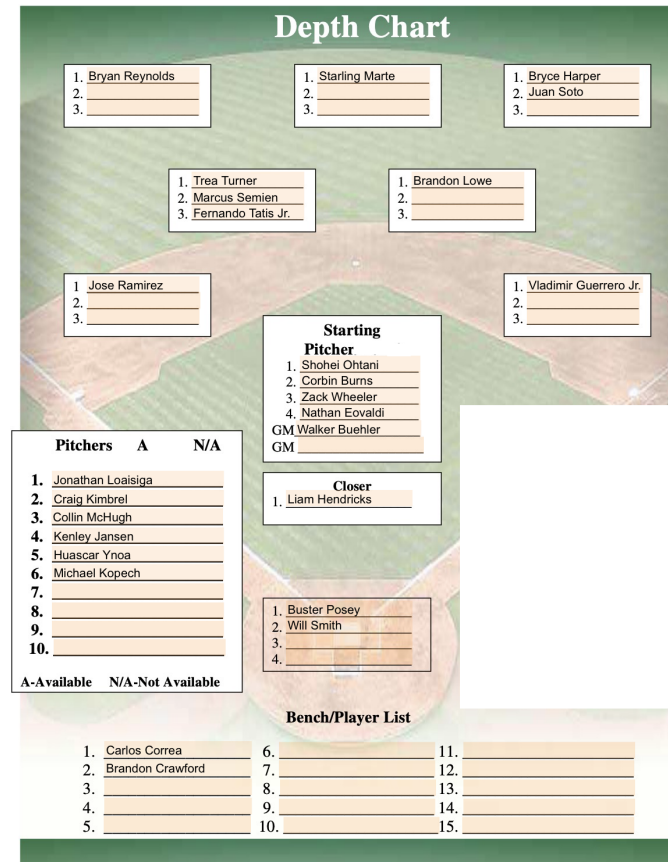 Depth Chart
1. Bryan Reynolds
2.
3.
1. Starling Marte
2.
3.
1. Bryce Harper
2. Juan Soto
3.
1. Trea Turner
2. Marcus Semien
3. Fernando Tatis Jr.
1. Brandon Lowe
2.
3.
1 Jose Ramirez
2.
3.
1. Vladimir Guerrero Jr.
2.
3.
Starting
Pitcher
1. Shohei Ohtani
2. Corbin Burns
3. Zack Wheeler
4. Nathan Eovaldi
GM Walker Buehler
GM
Pitchers A N/A
1. Jonathan Loaisiga
2. Craig Kimbrel
3. Collin McHugh
4. Kenley Jansen
5. Huascar Ynoa
6. Michael Kopech
7.
8.
9.
10.
A-Available N/A-Not Available
Closer
1. Liam Hendricks
1. Buster Posey
2. Will Smith
3.
4.
Bench/Player List
1. Carlos Correa
2. Brandon Crawford
3.
4.
5.
6.
7.
8.
9.
10.
11.
12.
13.
14.
15.